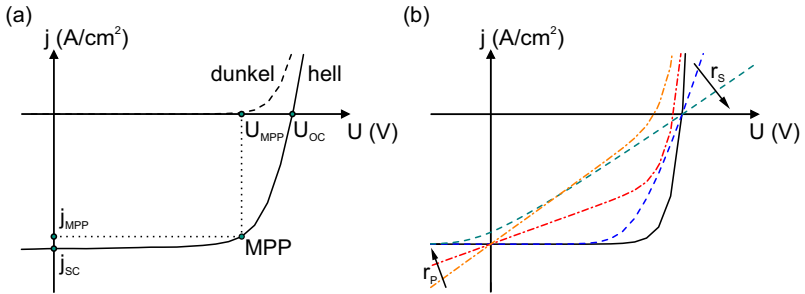 (a)
j (A/cm²)
dunkel
hell
U_MPP
U_OC
U (V)
j_MPP
MPP
j_SC
(b)
j (A/cm²)
r_S
U (V)
r_P